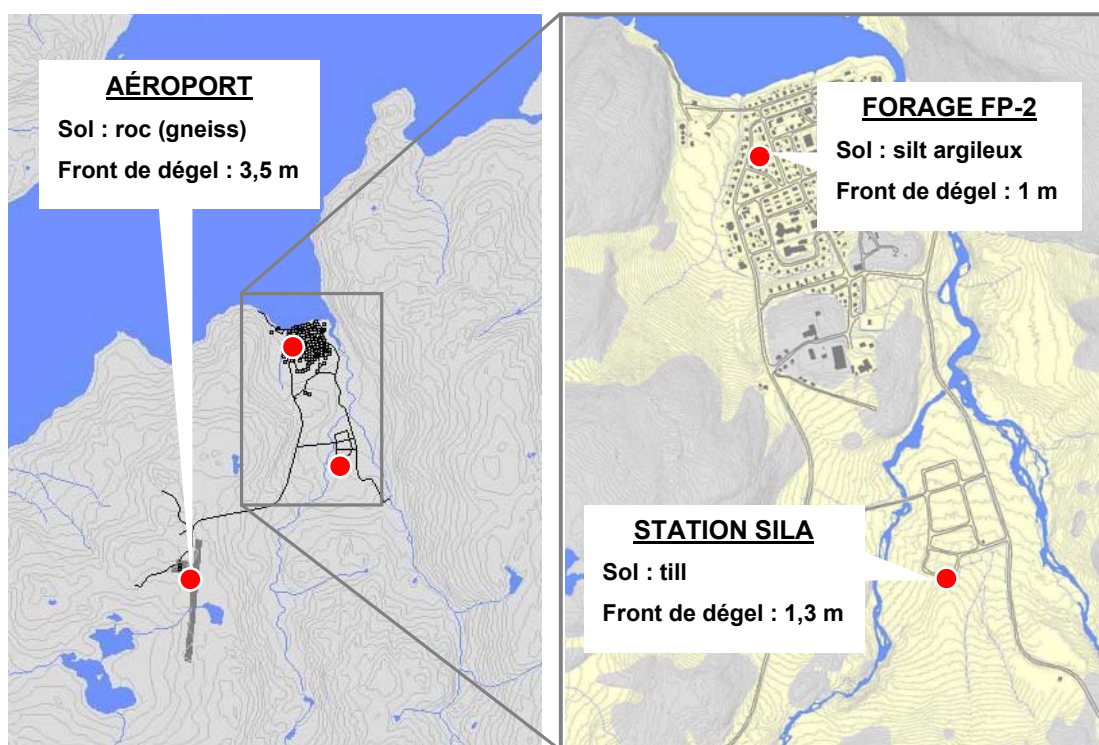 AÉROPORT
Sol : roc (gneiss)
Front de dégel : 3,5 m
FORAGE FP-2
Sol : silt argileux
Front de dégel : 1 m
STATION SILA
Sol : till
Front de dégel : 1,3 m